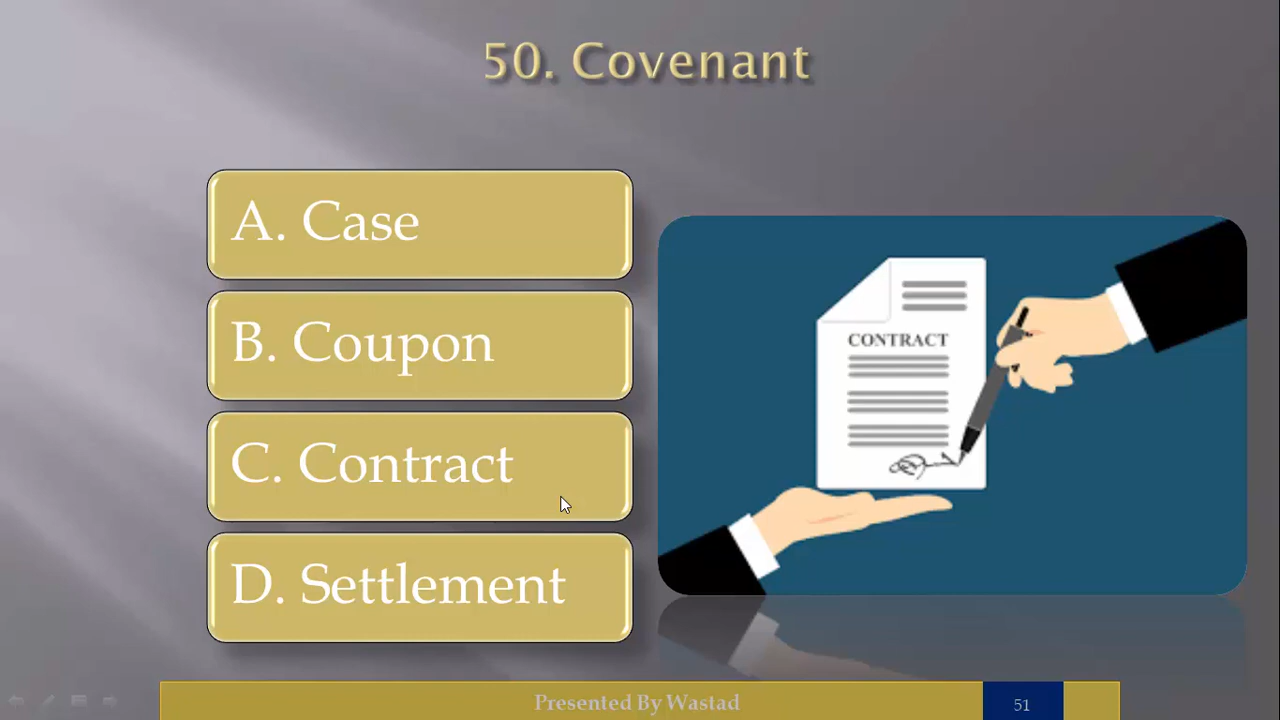 50. Covenant
A. Case
B. Coupon
C. Contract
D. Settlement
CONTRACT
Presented By Wastad
51